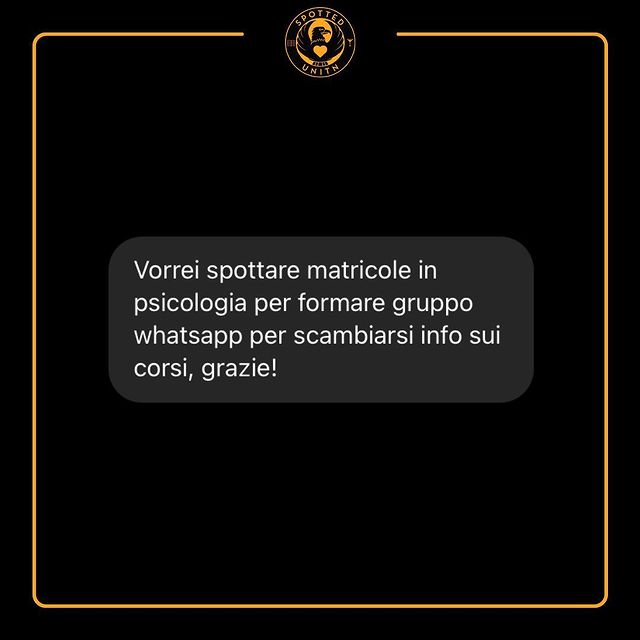 SPOTTED
UNITN
Vorrei spottare matricole in
psicologia per formare gruppo
whatsapp per scambiarsi info sui
corsi, grazie!